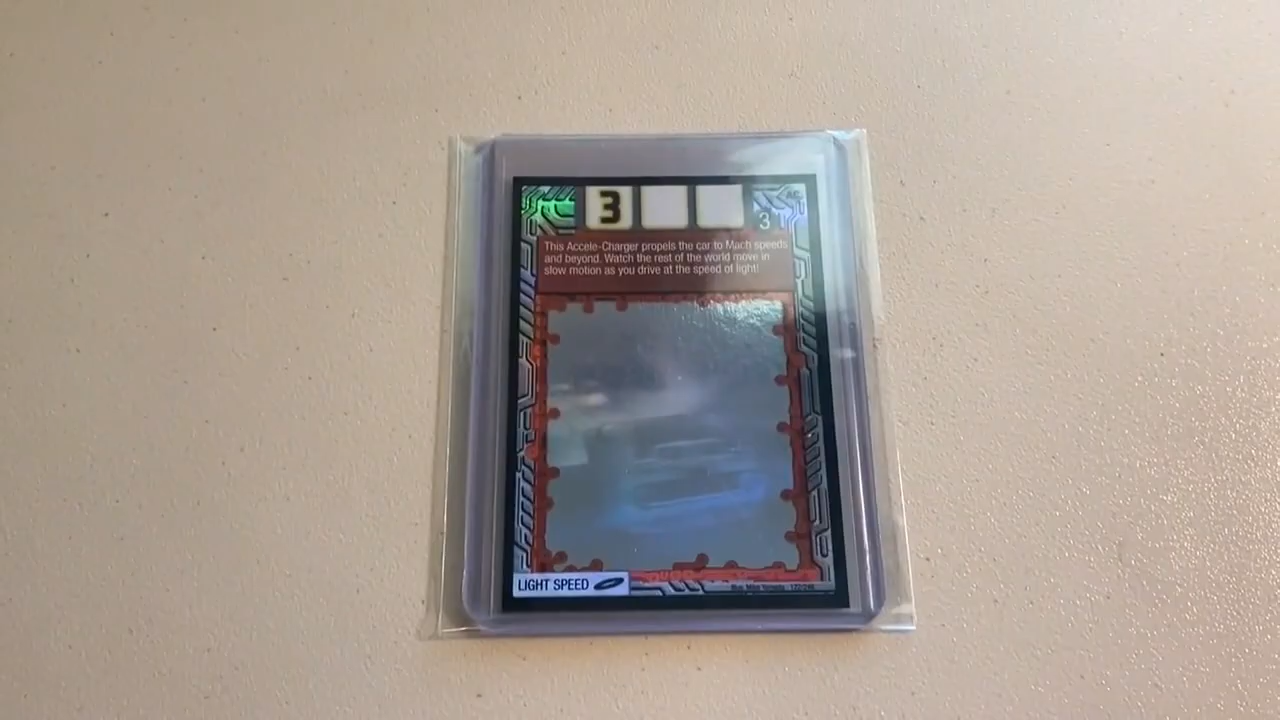 3
AC
3
This Accele-Charger propels the car to Mach speeds
and beyond. Watch the rest of the world move in
slow motion as you drive at the speed of light!
LIGHT SPEED